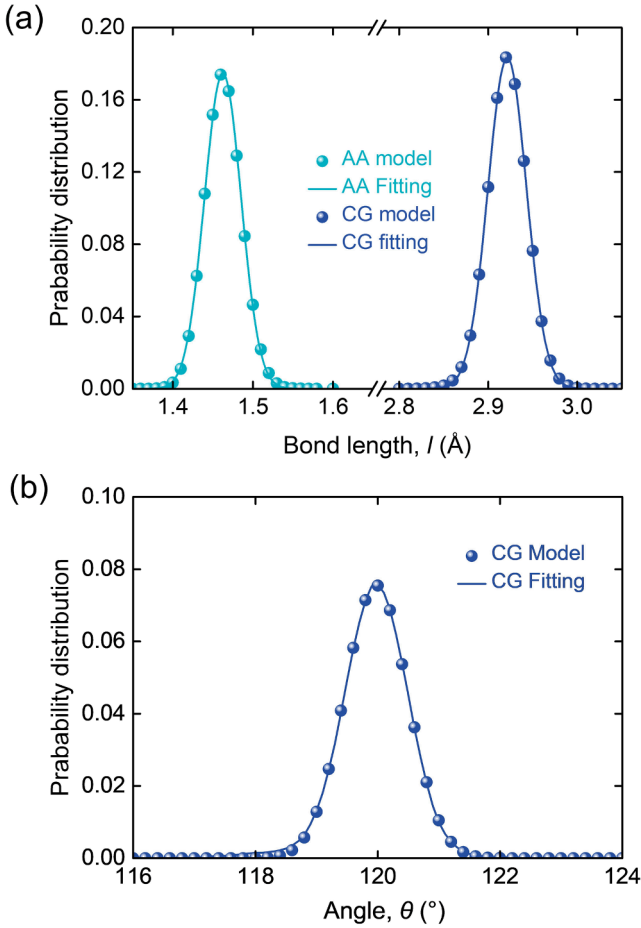 (a)
0.20
0.16
0.12
0.08
0.04
0.00
Prabability distribution
AA model
AA Fitting
CG model
CG fitting
1.4 1.5 1.6 2.8 2.9 3.0
Bond length, l (Å)
(b)
0.10
0.08
0.06
0.04
0.02
0.00
Prabability distribution
CG Model
CG Fitting
116 118 120 122 124
Angle, θ (°)